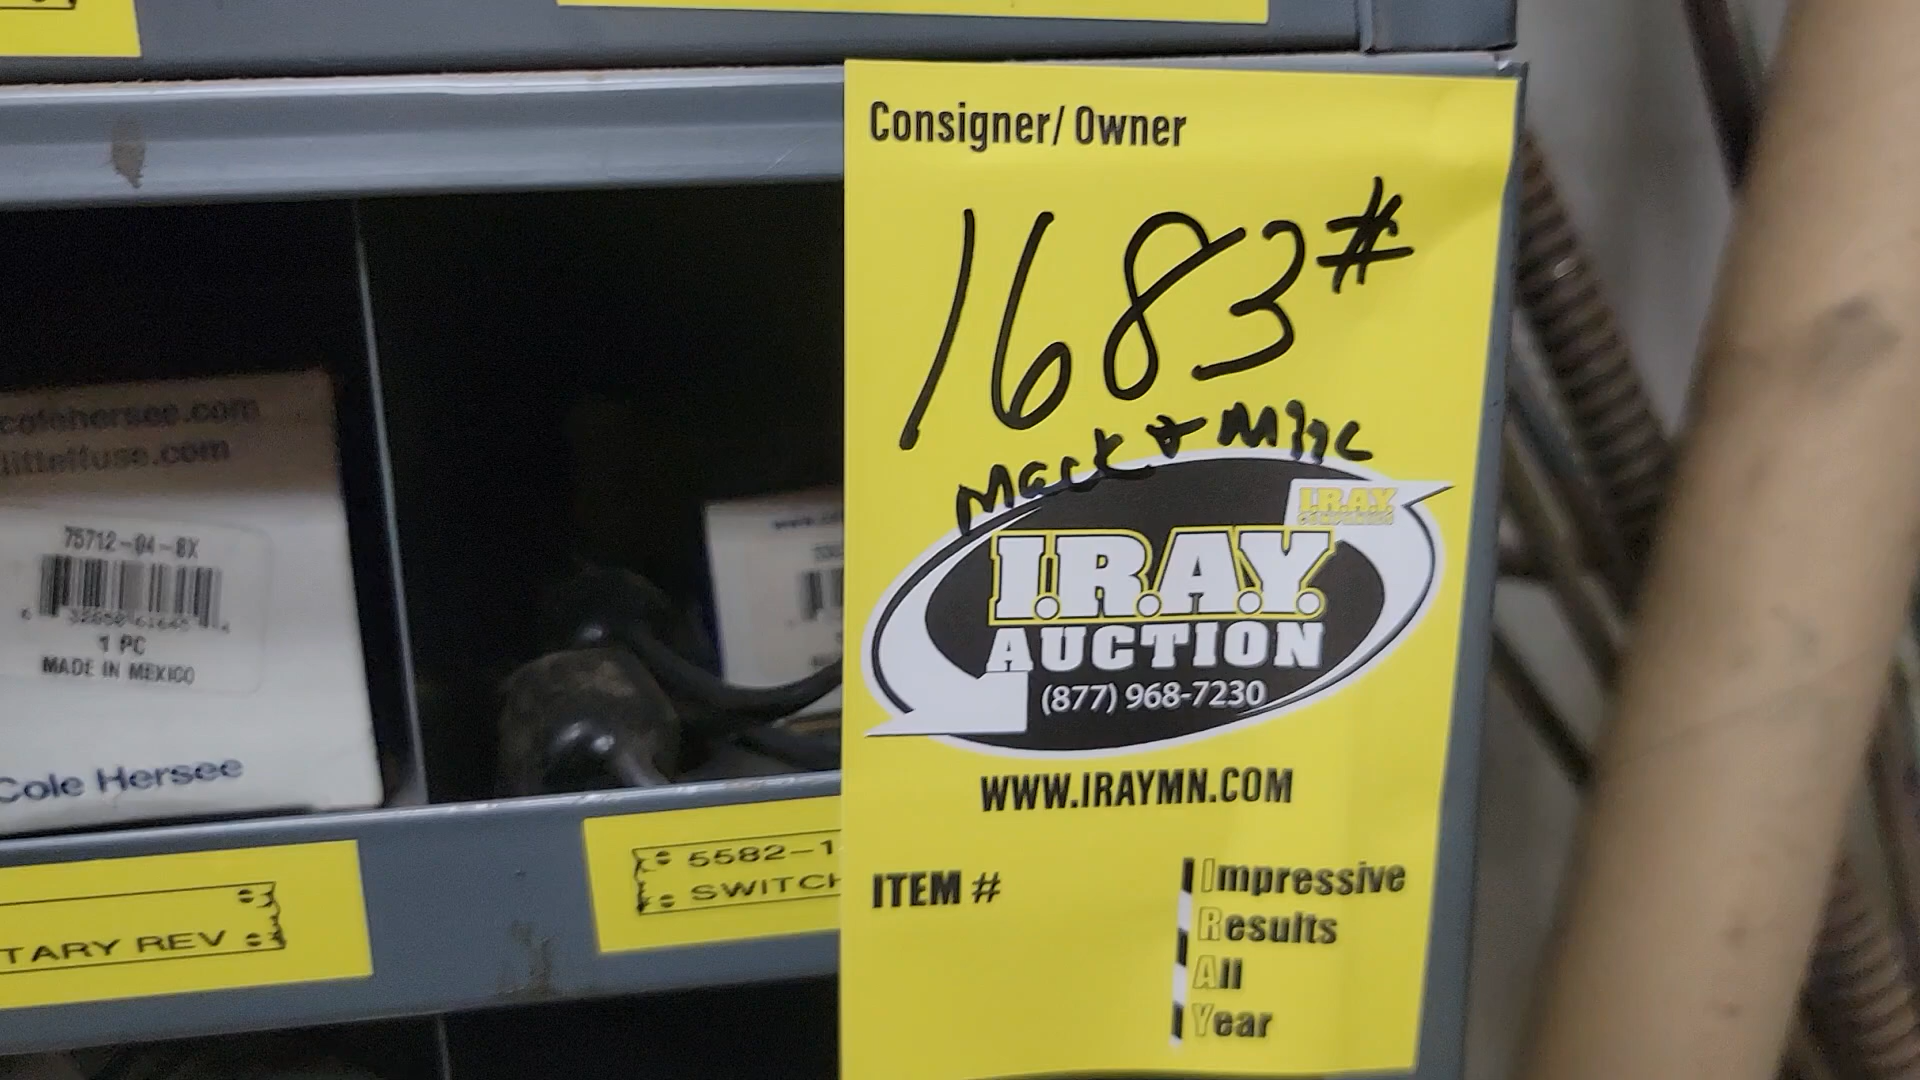 Consigner/ Owner
1683#
Mack & Misc
I.R.A.Y.
COMPANIES
I.R.A.Y.
AUCTION
(877) 968-7230
WWW.IRAYMN.COM
ITEM #
Impressive
Results
All
Year
colehersee.com
littelfuse.com
75712-04-BX
1 PC
MADE IN MEXICO
Cole Hersee
TARY REV
5582-1
SWITCH